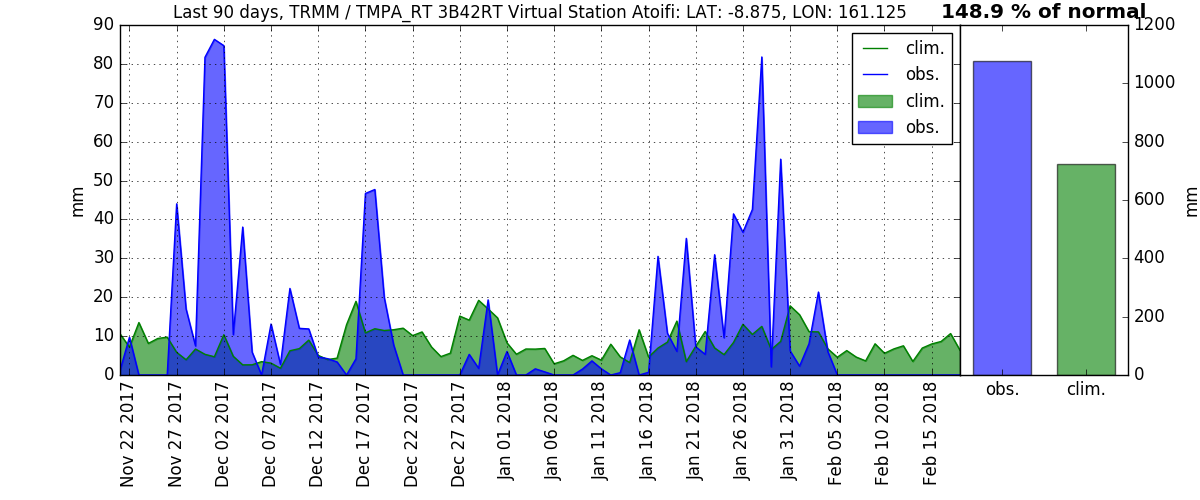 Last 90 days, TRMM / TMPA_RT 3B42RT Virtual Station Atoifi: LAT: -8.875, LON: 161.125
148.9 % of normal
90
80
70
60
50
40
30
20
10
0
mm
clim.
obs.
clim.
obs.
Nov 22 2017
Nov 27 2017
Dec 02 2017
Dec 07 2017
Dec 12 2017
Dec 17 2017
Dec 22 2017
Dec 27 2017
Jan 01 2018
Jan 06 2018
Jan 11 2018
Jan 16 2018
Jan 21 2018
Jan 26 2018
Jan 31 2018
Feb 05 2018
Feb 10 2018
Feb 15 2018
1200
1000
800
600
400
200
0
mm
obs.
clim.